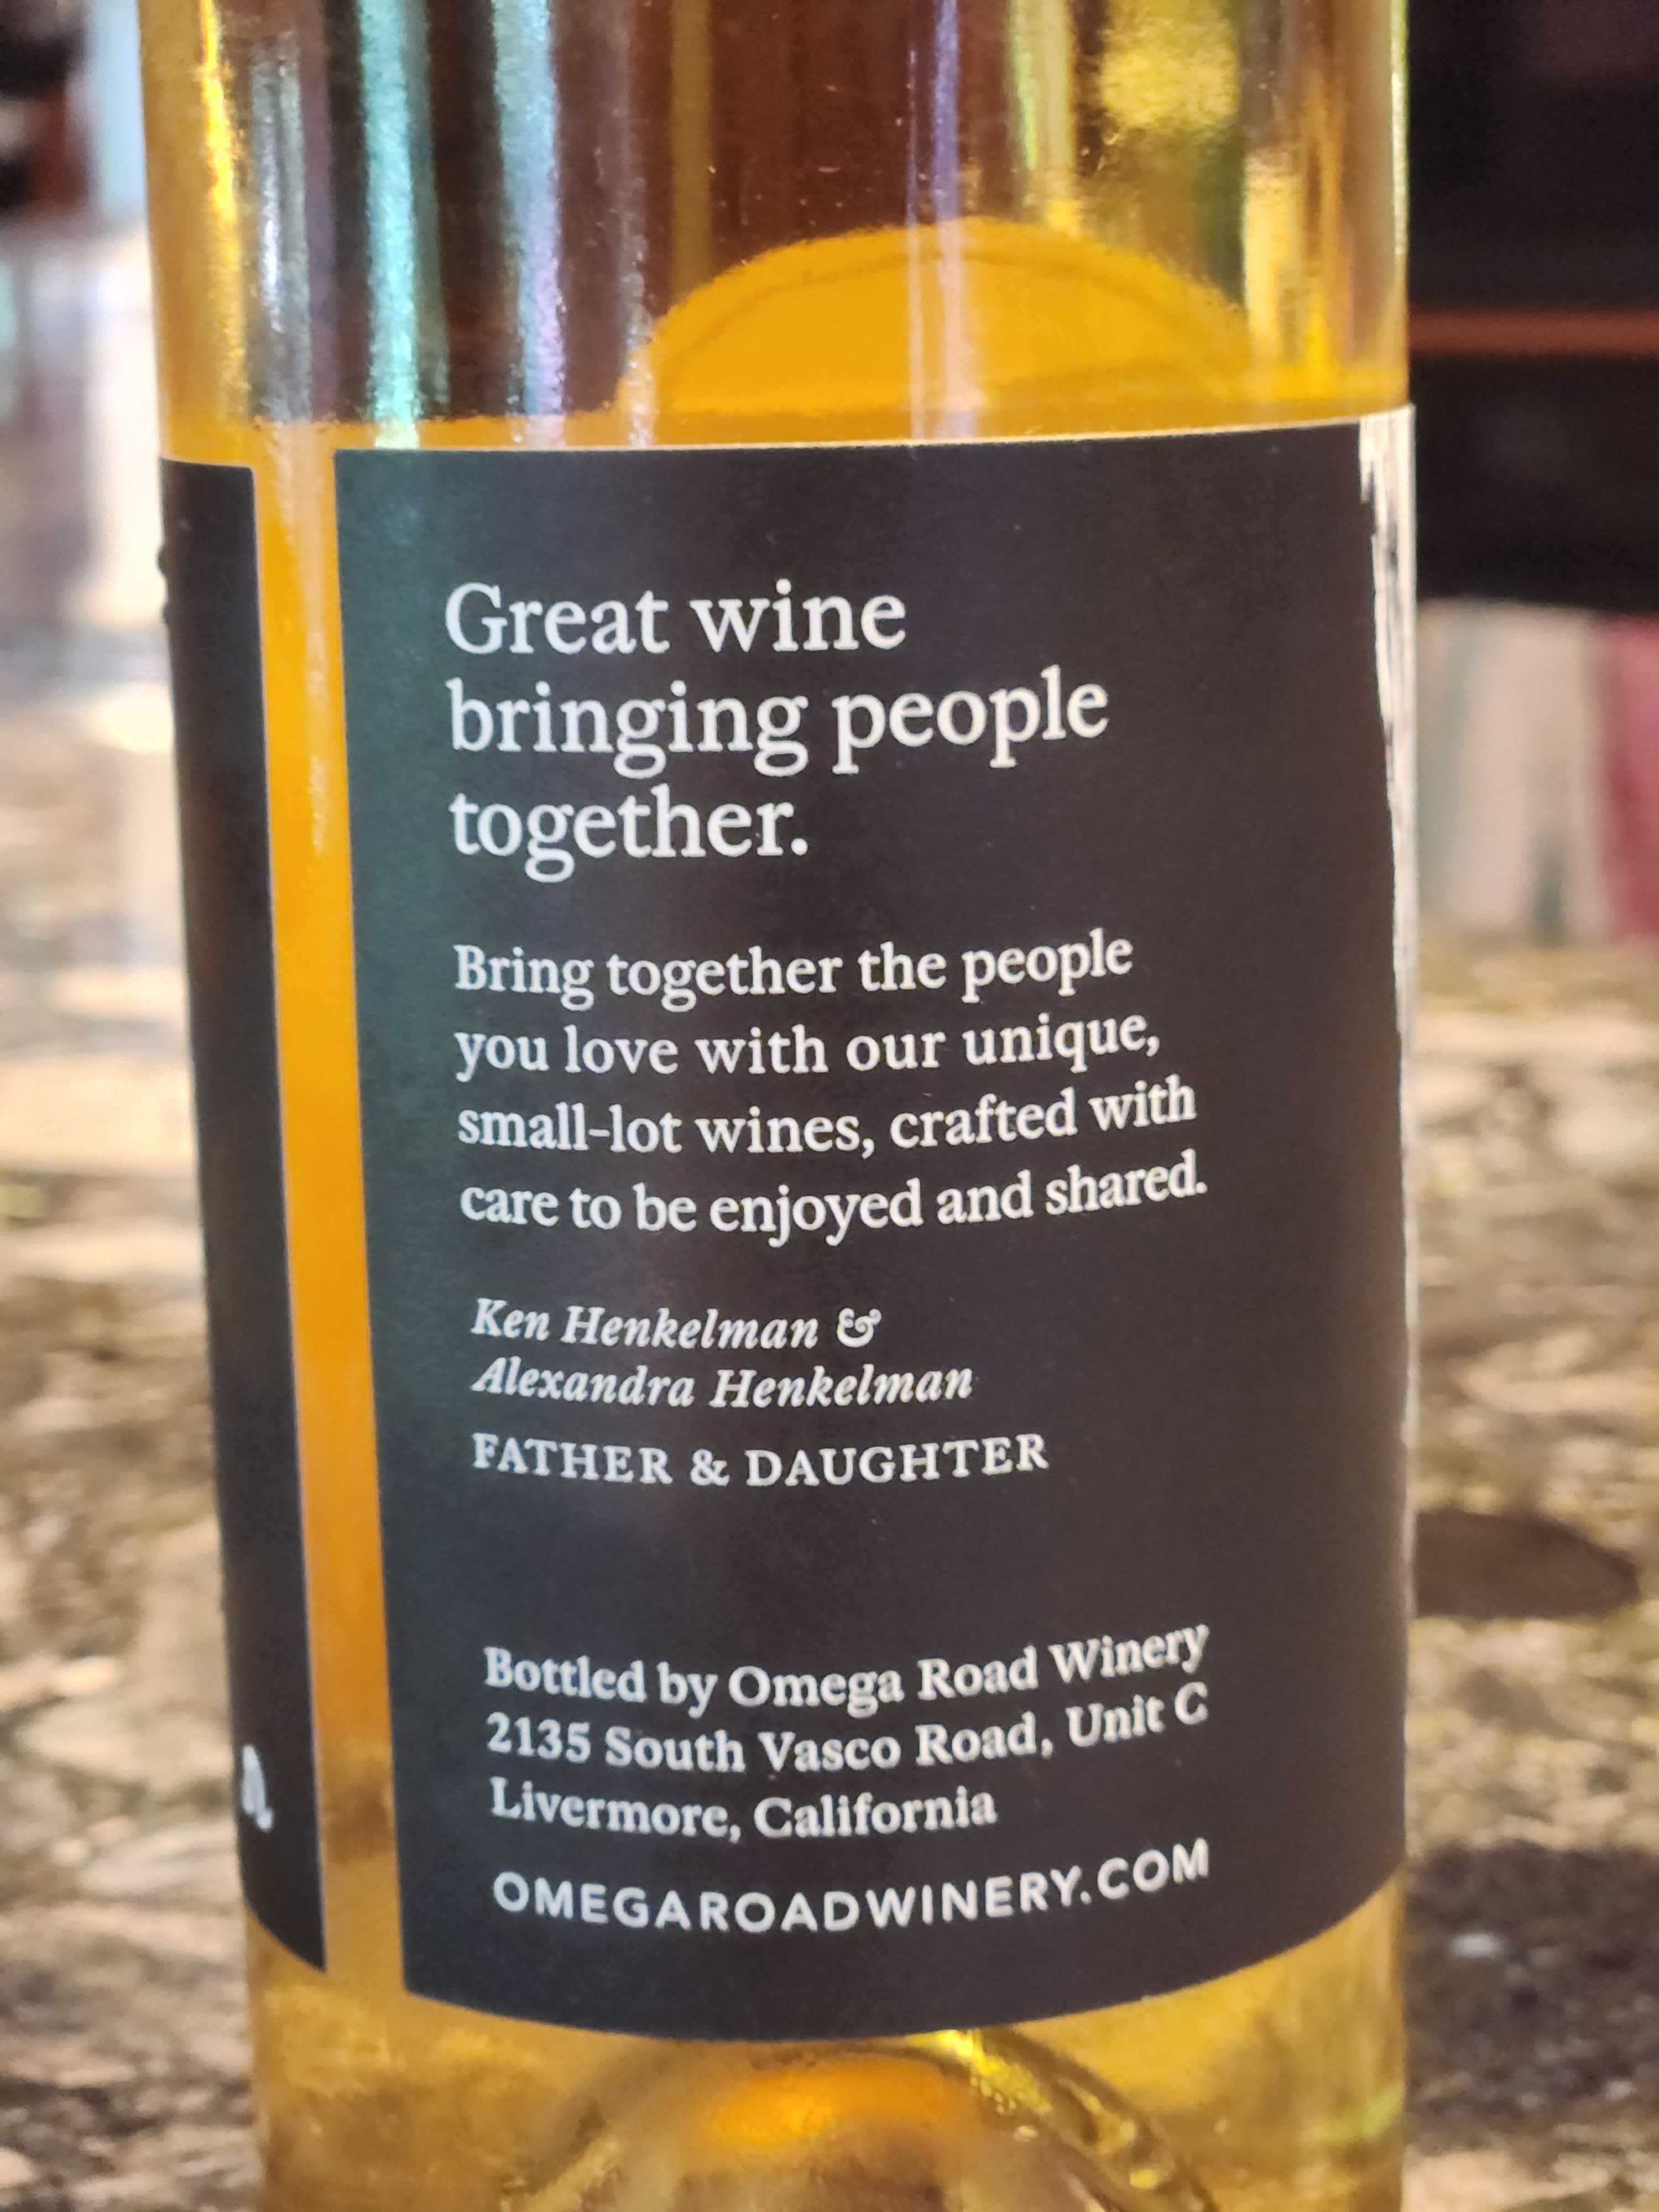 Great wine
bringing people
together.
Bring together the people
you love with our unique,
small-lot wines, crafted with
care to be enjoyed and shared.
Ken Henkelman &
Alexandra Henkelman
FATHER & DAUGHTER
Bottled by Omega Road Winery
2135 South Vasco Road, Unit C
Livermore, California
OMEGAROADWINERY.COM